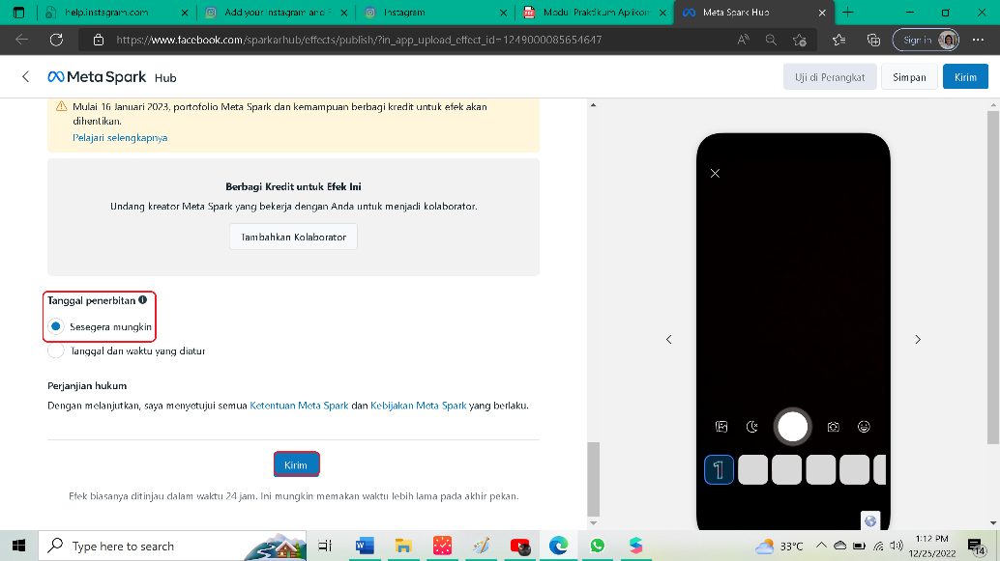 help.instagram.com
Add your Instagram and F
Instagram
Modul Praktikum Aplikom
Meta Spark Hub
https://www.facebook.com/sparkarhub/effects/publish/?in_app_upload_effect_id=1249000085654647
Sign in
Meta Spark Hub
Uji di Perangkat
Simpan
Kirim
Mulai 16 Januari 2023, portofolio Meta Spark dan kemampuan berbagi kredit untuk efek akan
dihentikan.
Pelajari selengkapnya
Berbagi Kredit untuk Efek Ini
Undang kreator Meta Spark yang bekerja dengan Anda untuk menjadi kolaborator.
Tambahkan Kolaborator
Tanggal penerbitan
Sesegera mungkin
Tanggal dan waktu yang diatur
Perjanjian hukum
Dengan melanjutkan, saya menyetujui semua Ketentuan Meta Spark dan Kebijakan Meta Spark yang berlaku.
Kirim
Efek biasanya ditinjau dalam waktu 24 jam. Ini mungkin memakan waktu lebih lama pada akhir pekan.
1
Type here to search
33°C
1:12 PM
12/25/2022
14